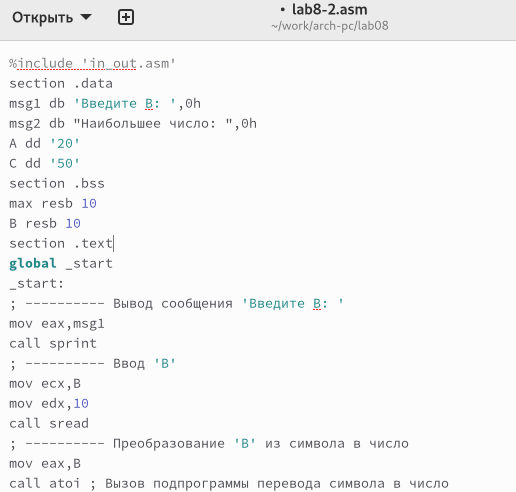 Открыть
• lab8-2.asm
~/work/arch-pc/lab08
%include 'in_out.asm'
section .data
msg1 db 'Введите B: ',0h
msg2 db "Наибольшее число: ",0h
A dd '20'
C dd '50'
section .bss
max resb 10
B resb 10
section .text
global _start
_start:
; ---------- Вывод сообщения 'Введите B: '
mov eax,msg1
call sprint
; ---------- Ввод 'B'
mov ecx,B
mov edx,10
call sread
; ---------- Преобразование 'B' из символа в число
mov eax,B
call atoi ; Вызов подпрограммы перевода символа в число